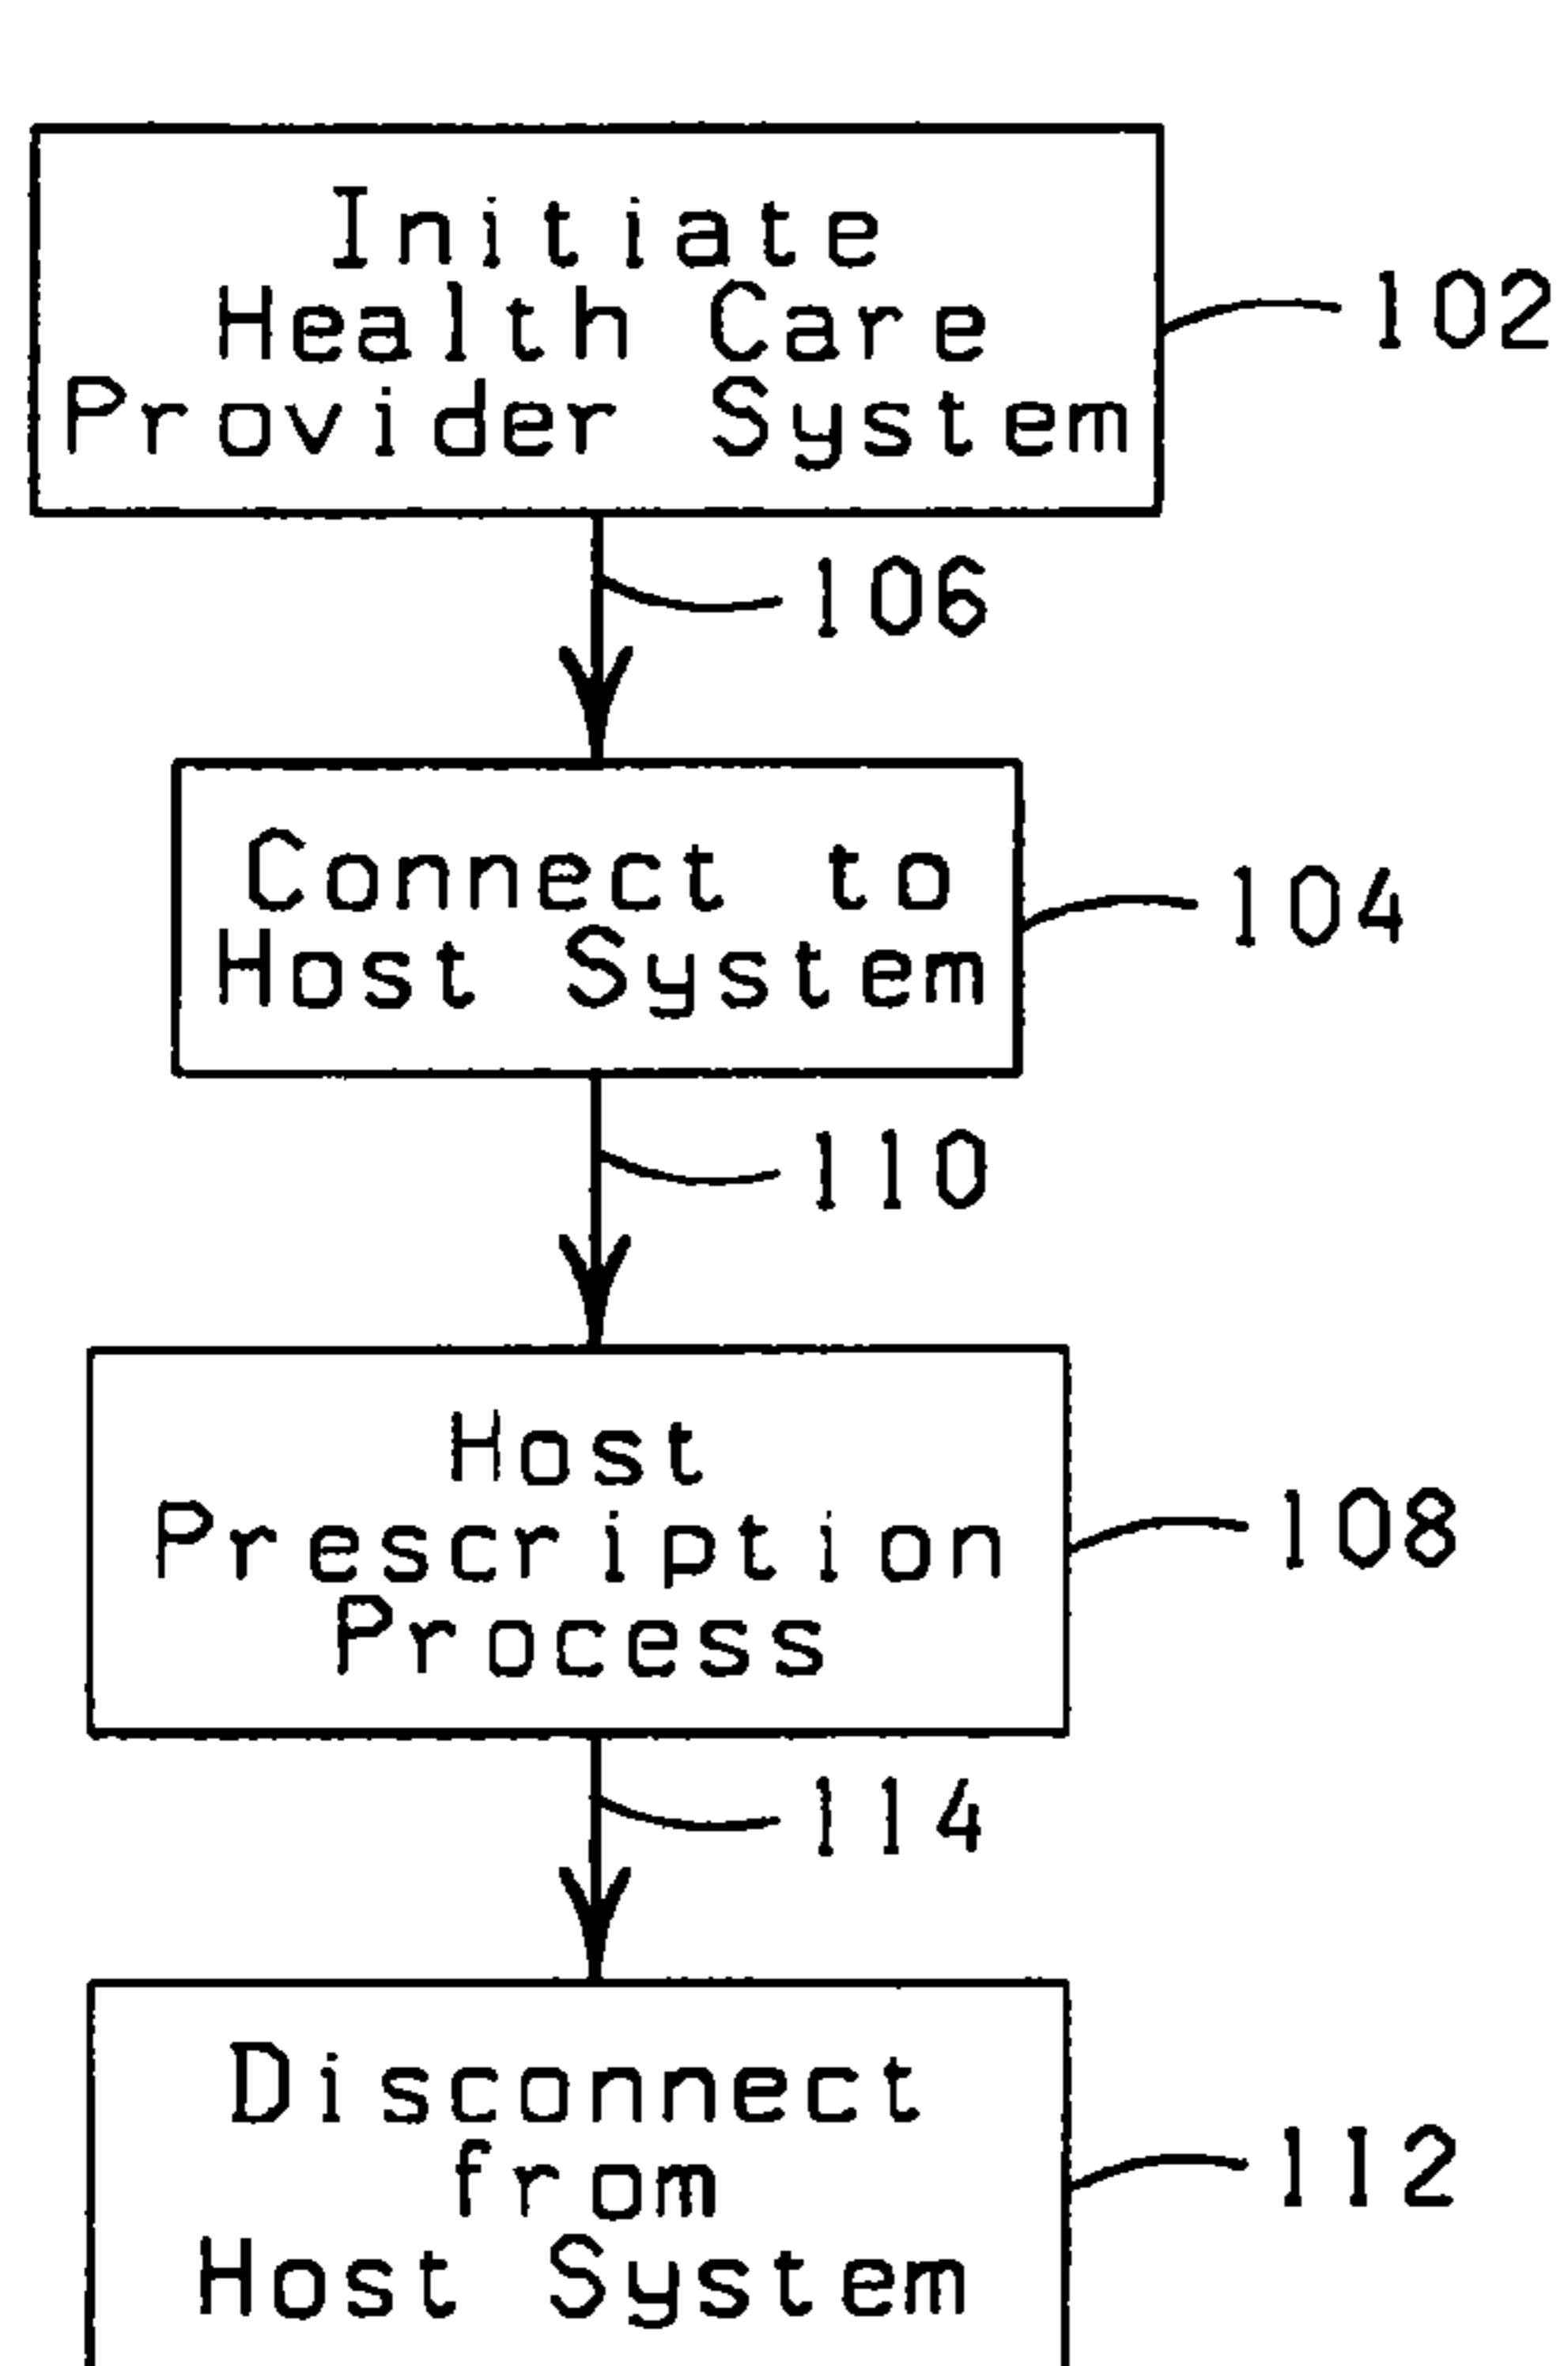 Initiate
Health Care
Provider System
102
106
Connect to
Host System
104
110
Host
Prescription
Process
108
114
Disconnect
from
Host System
112